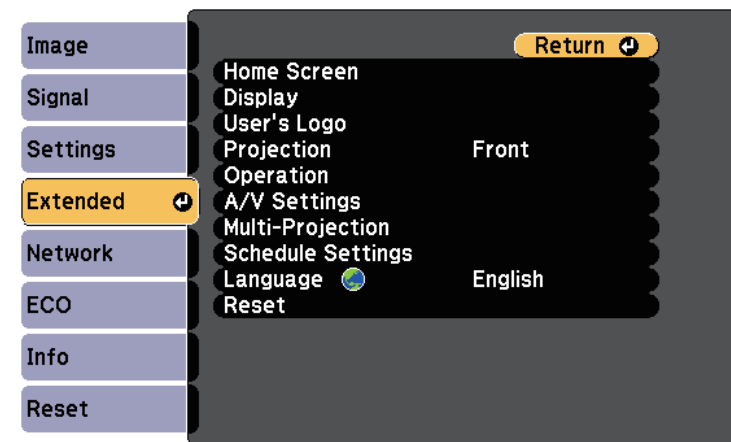 Image
Signal
Settings
Extended
Network
ECO
Info
Reset
Return
Home Screen
Display
User's Logo
Projection Front
Operation
A/V Settings
Multi-Projection
Schedule Settings
Language English
Reset